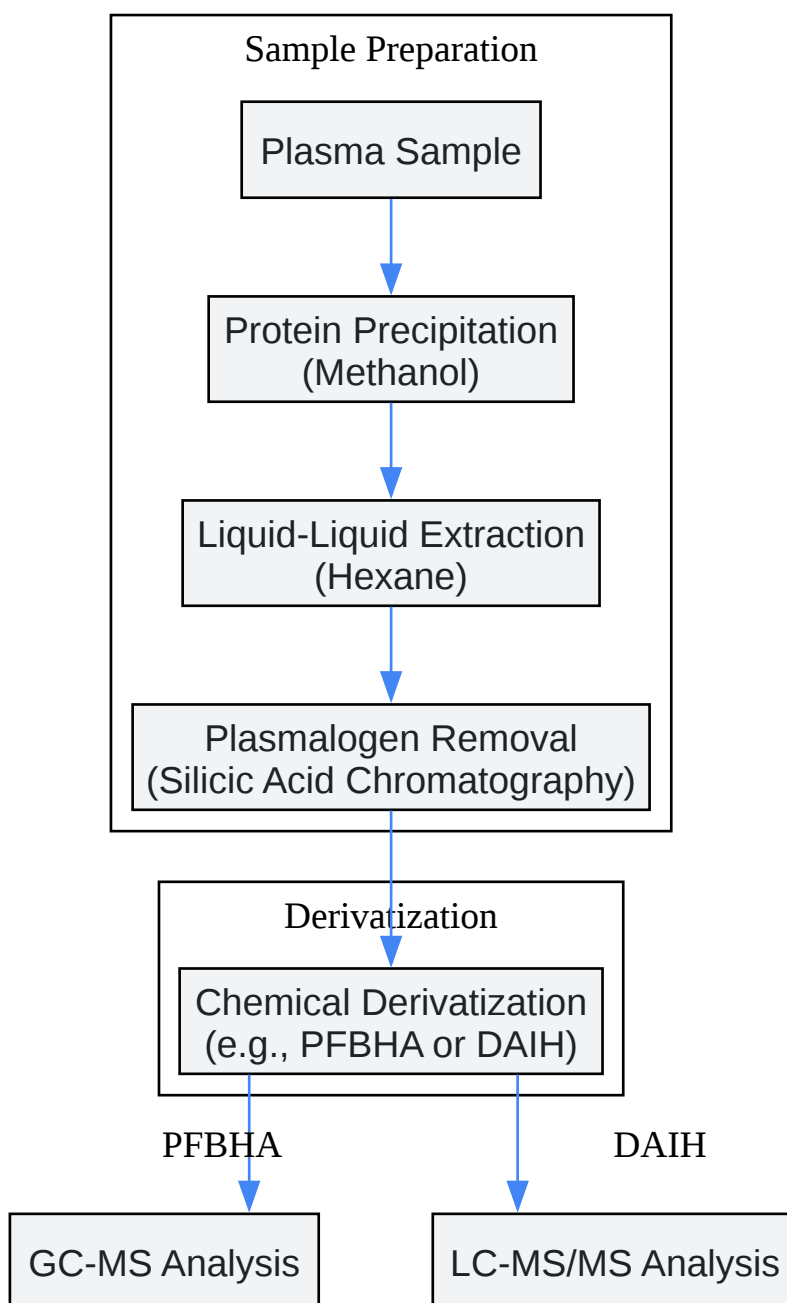 Sample Preparation
Plasma Sample
Protein Precipitation
(Methanol)
Liquid-Liquid Extraction
(Hexane)
Plasmalogen Removal
(Silicic Acid Chromatography)
Derivatization
Chemical Derivatization
(e.g., PFBHA or DAIH)
PFBHA
DAIH
GC-MS Analysis
LC-MS/MS Analysis